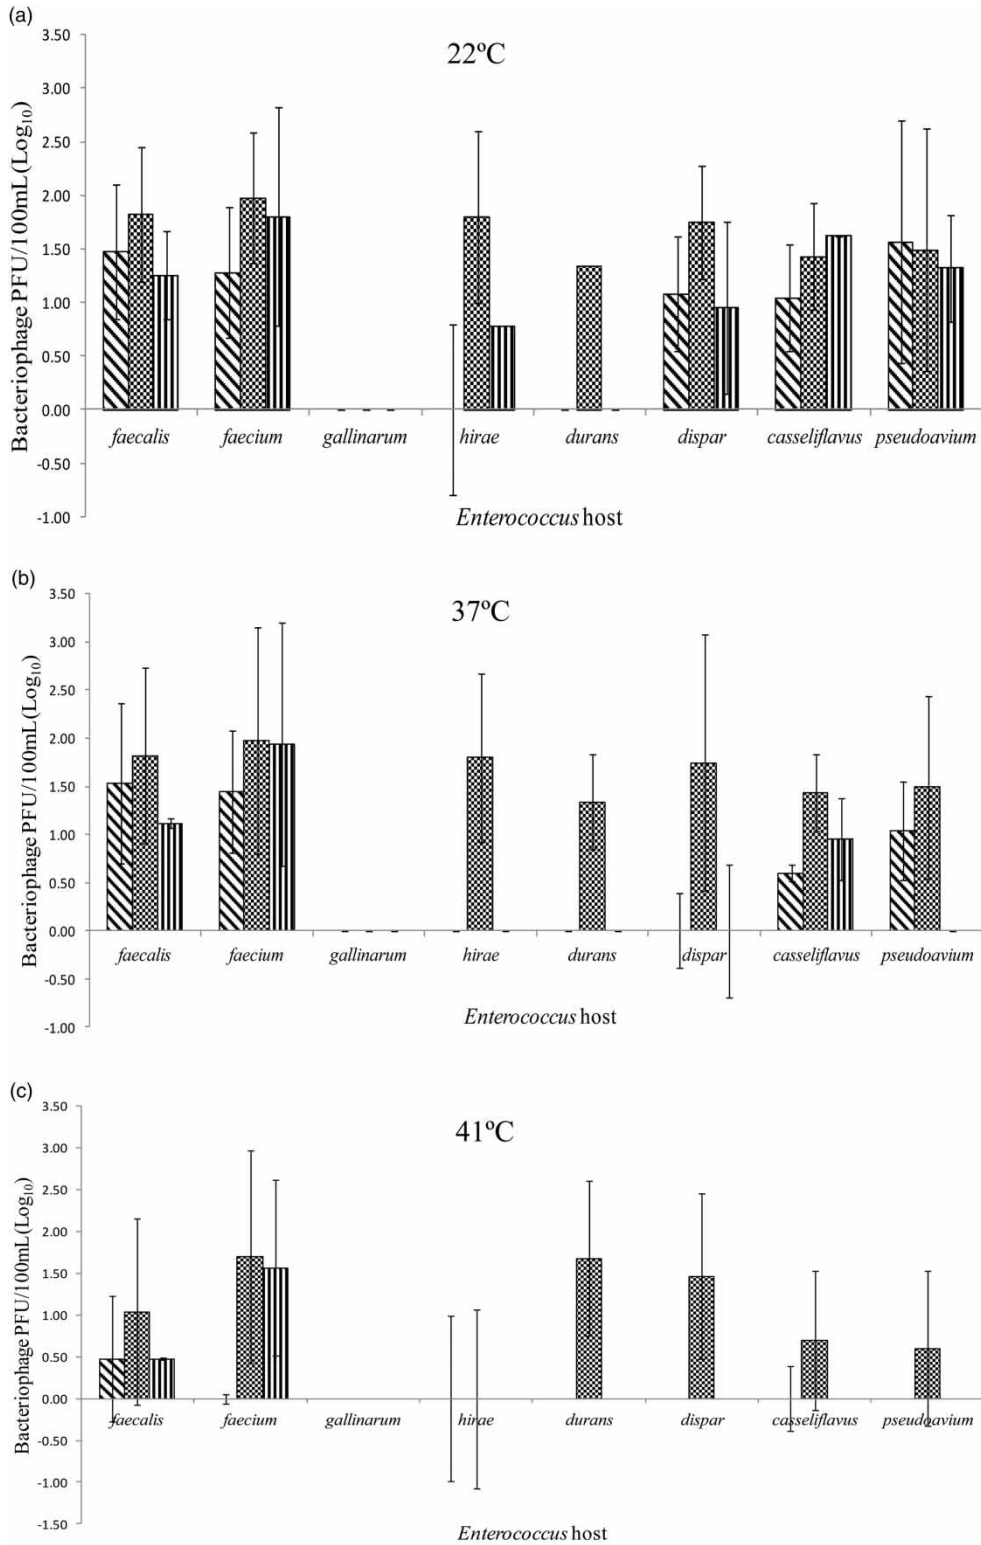 (a)
22ºC
Bacteriophage PFU/100mL (Log10)
3.50
3.00
2.50
2.00
1.50
1.00
0.50
0.00
-0.50
-1.00
faecalis faecium gallinarum hirae durans dispar casseliflavus pseudoavium
Enterococcus host
(b)
37ºC
Bacteriophage PFU/100mL (Log10)
3.50
3.00
2.50
2.00
1.50
1.00
0.50
0.00
-0.50
-1.00
faecalis faecium gallinarum hirae durans dispar casseliflavus pseudoavium
Enterococcus host
(c)
41ºC
Bacteriophage PFU/100mL (Log10)
3.50
3.00
2.50
2.00
1.50
1.00
0.50
0.00
-0.50
-1.00
-1.50
faecalis faecium gallinarum hirae durans dispar casseliflavus pseudoavium
Enterococcus host